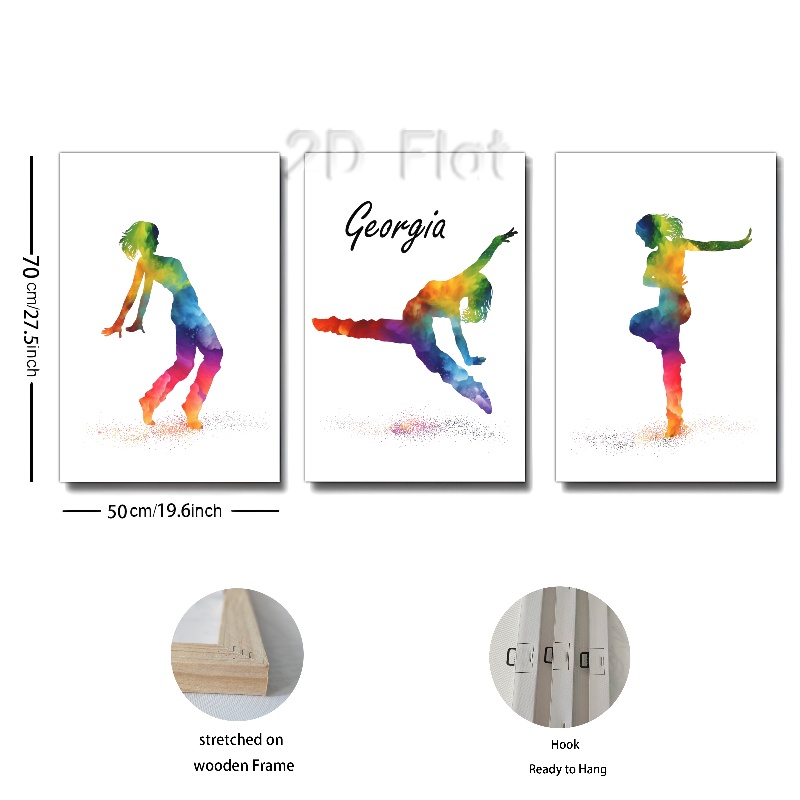 2D Flat
Georgia
70 cm/27.5inch
50cm/19.6inch
stretched on
wooden Frame
Hook
Ready to Hang